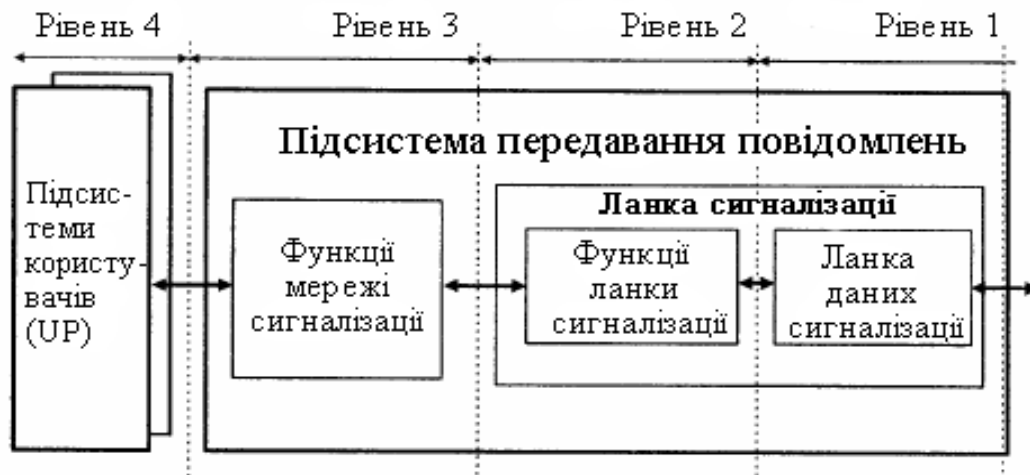 Рівень 4 Рівень 3 Рівень 2 Рівень 1
Підсистема передавання повідомлень
Ланка сигналізації
Підсис-
теми
користу-
вачів
(UP)
Функції
мережі
сигналізації
Функції
ланки
сигналізації
Ланка
даних
сигналізації